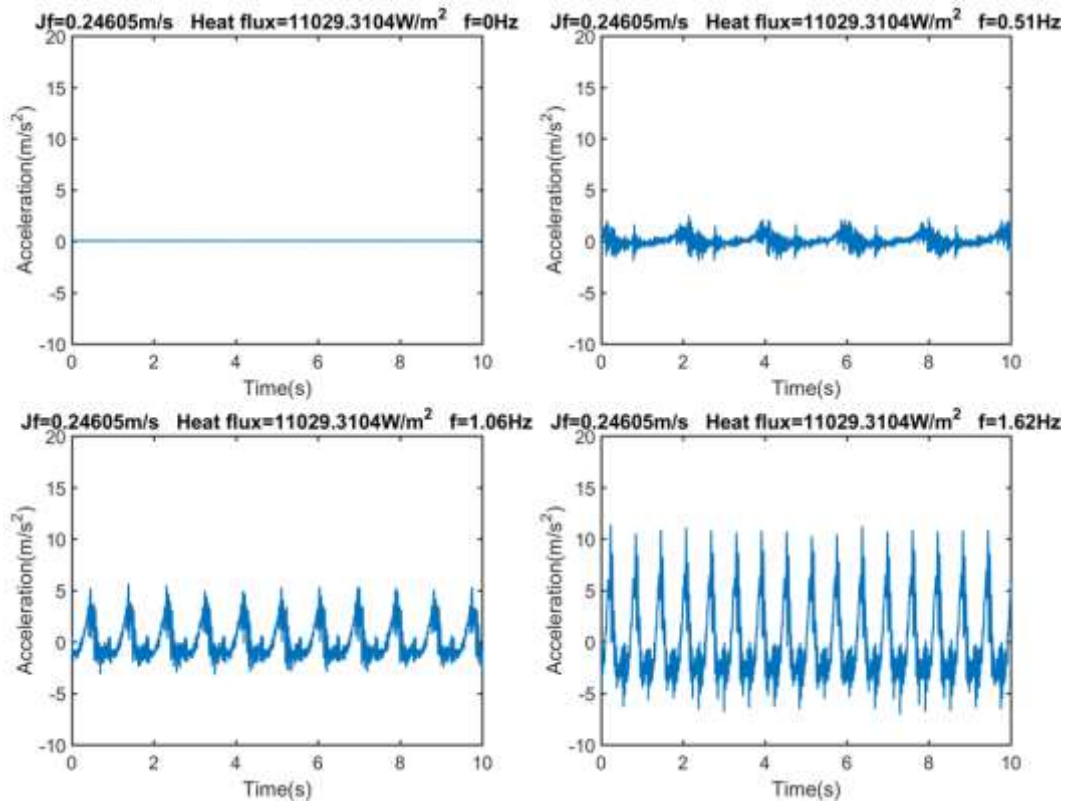 Jf=0.24605m/s Heat flux=11029.3104W/m² f=0Hz
20
15
10
5
0
-5
-10
Acceleration(m/s²)
0 2 4 6 8 10
Time(s)
Jf=0.24605m/s Heat flux=11029.3104W/m² f=0.51Hz
20
15
10
5
0
-5
-10
Acceleration(m/s²)
0 2 4 6 8 10
Time(s)
Jf=0.24605m/s Heat flux=11029.3104W/m² f=1.06Hz
20
15
10
5
0
-5
-10
Acceleration(m/s²)
0 2 4 6 8 10
Time(s)
Jf=0.24605m/s Heat flux=11029.3104W/m² f=1.62Hz
20
15
10
5
0
-5
-10
Acceleration(m/s²)
0 2 4 6 8 10
Time(s)